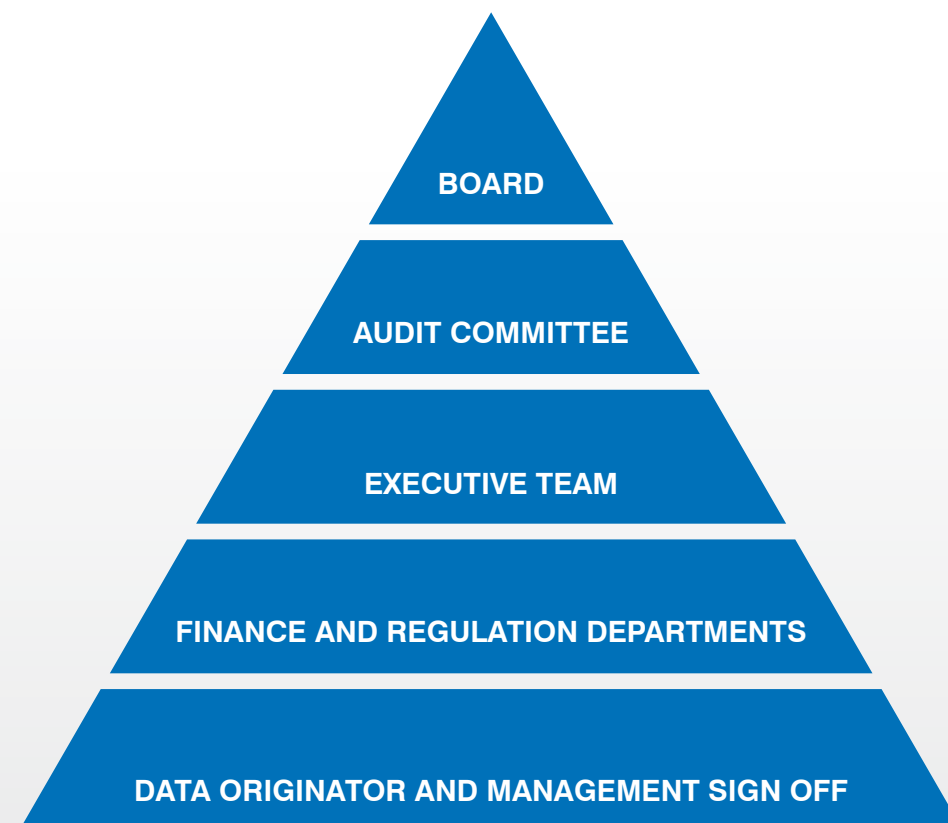 BOARD
AUDIT COMMITTEE
EXECUTIVE TEAM
FINANCE AND REGULATION DEPARTMENTS
DATA ORIGINATOR AND MANAGEMENT SIGN OFF